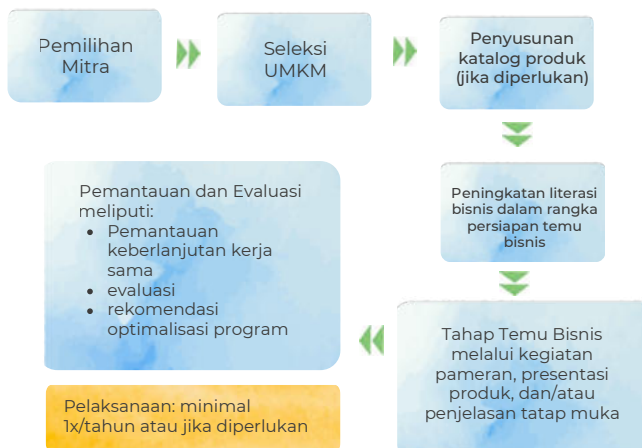 Pemilihan
Mitra
Seleksi
UMKM
Penyusunan
katalog produk
(jika diperlukan)
Peningkatan literasi
bisnis dalam rangka
persiapan temu
bisnis
Tahap Temu Bisnis
melalui kegiatan
pameran, presentasi
produk, dan/atau
penjelasan tatap muka
Pemantauan dan Evaluasi
meliputi:
• Pemantauan
keberlanjutan kerja
sama
• evaluasi
• rekomendasi
optimalisasi program
Pelaksanaan: minimal
1x/tahun atau jika diperlukan